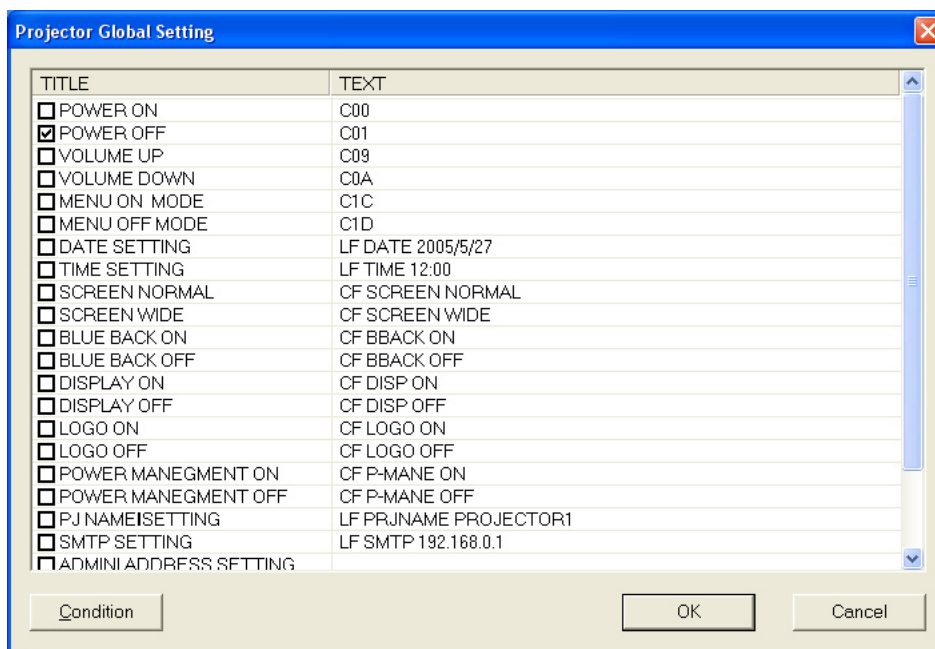 Projector Global Setting
TITLE TEXT
POWER ON C00
POWER OFF C01
VOLUME UP C09
VOLUME DOWN C0A
MENU ON MODE C1C
MENU OFF MODE C1D
DATE SETTING LF DATE 2005/5/27
TIME SETTING LF TIME 12:00
SCREEN NORMAL CF SCREEN NORMAL
SCREEN WIDE CF SCREEN WIDE
BLUE BACK ON CF BBACK ON
BLUE BACK OFF CF BBACK OFF
DISPLAY ON CF DISP ON
DISPLAY OFF CF DISP OFF
LOGO ON CF LOGO ON
LOGO OFF CF LOGO OFF
POWER MANEGMENT ON CF P-MANE ON
POWER MANEGMENT OFF CF P-MANE OFF
PJ NAMEISETTING LF PRJNAME PROJECTOR1
SMTP SETTING LF SMTP 192.168.0.1
ADMINI ADDRESS SETTING
Condition OK Cancel